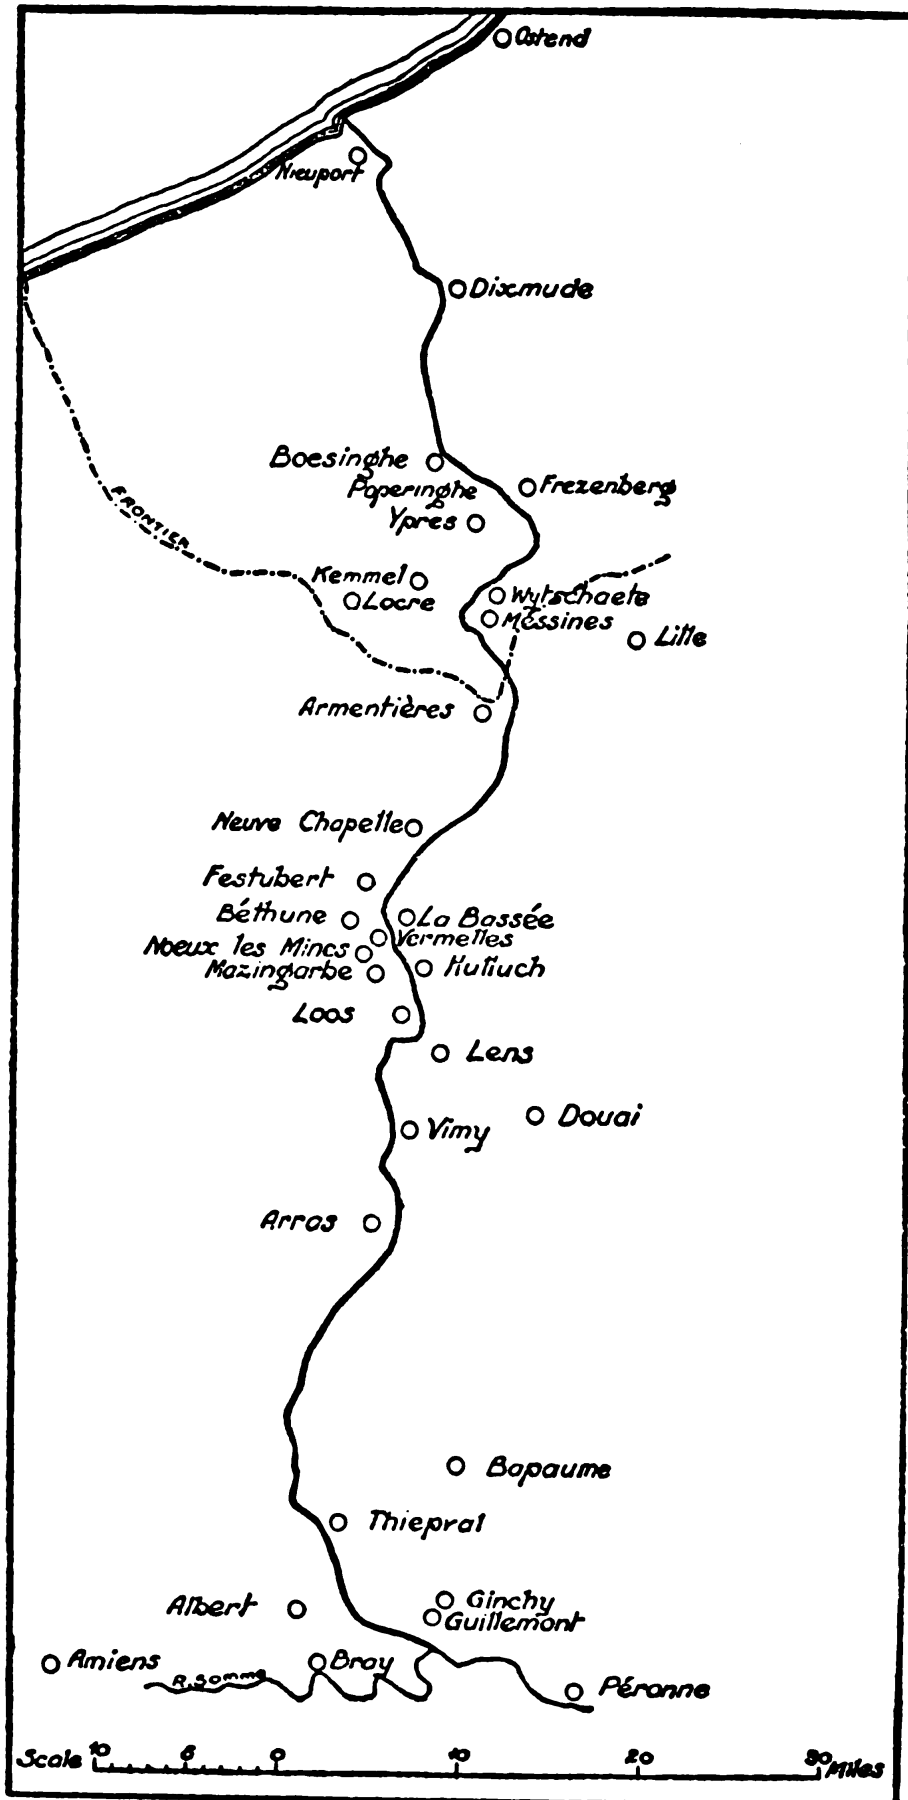 Ostend
Nieuport
Dixmude
Boesinghe
Poperinghe
Frezenberg
Ypres
FRONTIER
Kemmel
Locre
Wytschaete
Messines
Lille
Armentières
Neuve Chapelle
Festubert
Béthune
La Bassée
Vermelles
Noeux les Mines
Mazingarbe
Hulluch
Loos
Lens
Douai
Vimy
Arras
Bapaume
Thiepval
Albert
Ginchy
Guillemont
Amiens
Bray
R. Somme
Péronne
Scale 10 5 0 10 20 30 Miles